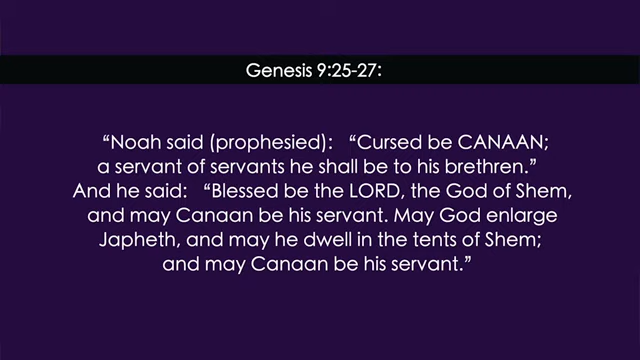 Genesis 9:25-27:
“Noah said (prophesied): “Cursed be CANAAN;
a servant of servants he shall be to his brethren.”
And he said: “Blessed be the LORD, the God of Shem,
and may Canaan be his servant. May God enlarge
Japheth, and may he dwell in the tents of Shem;
and may Canaan be his servant.”